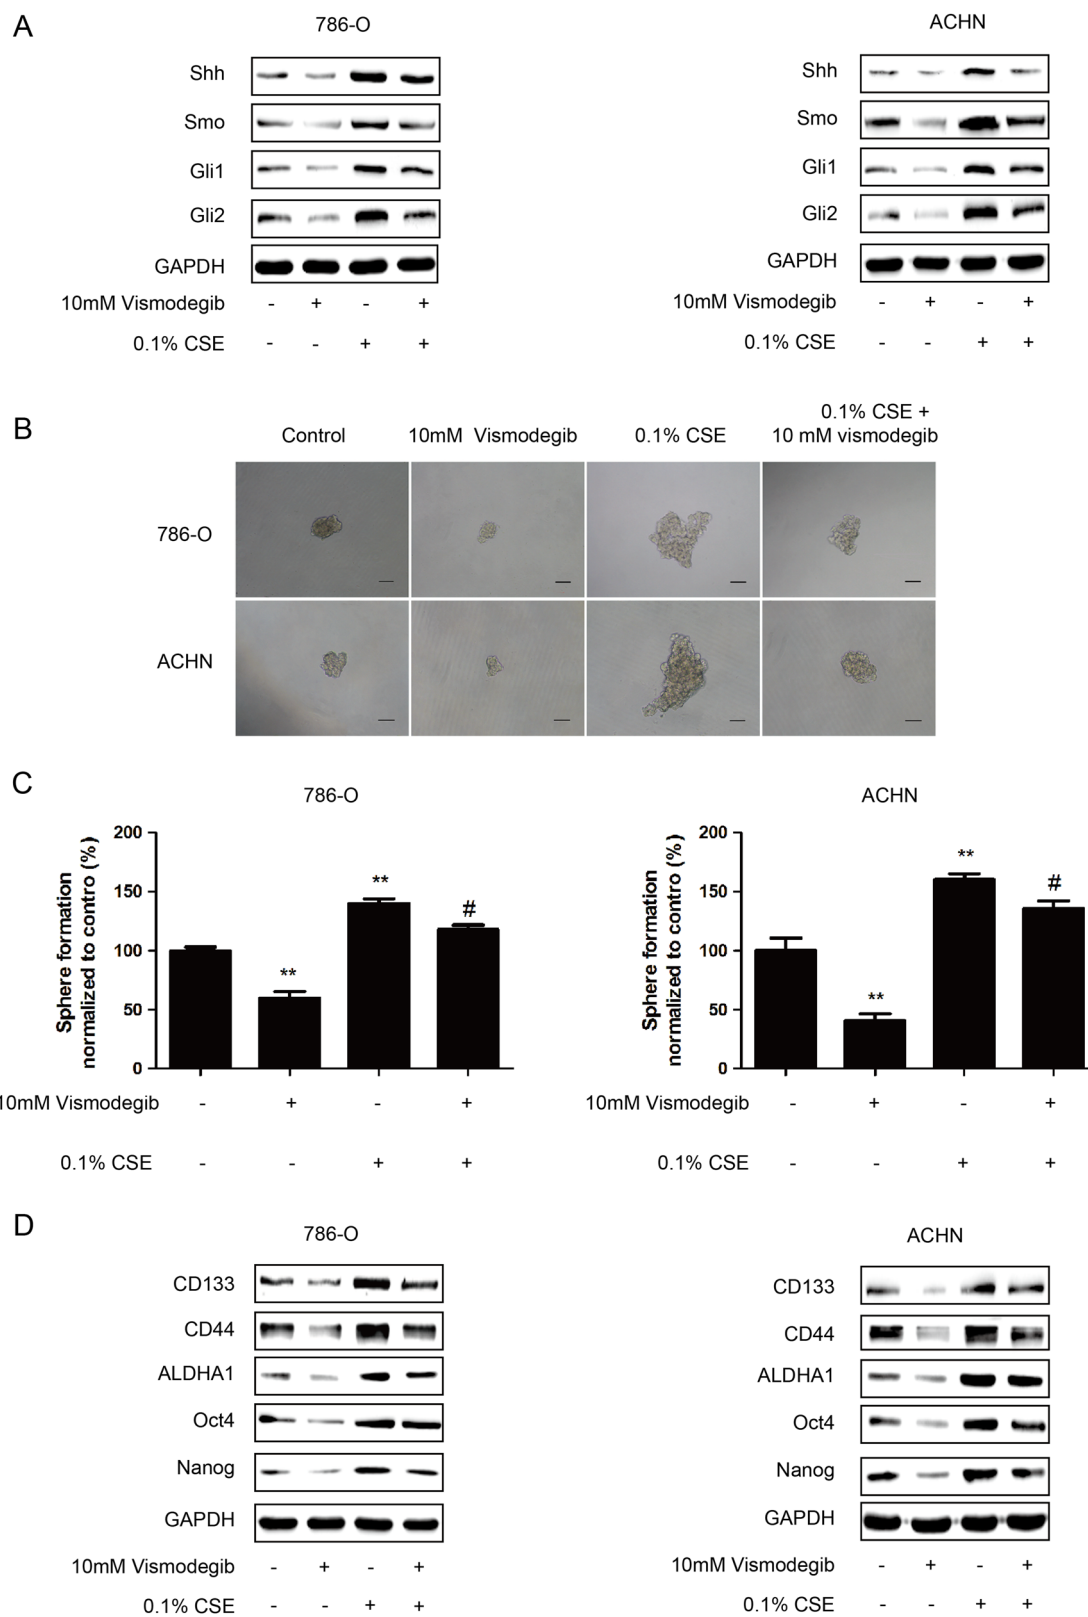 A
786-O
ACHN
Shh
Smo
Gli1
Gli2
GAPDH
10mM Vismodegib - + - +
0.1% CSE - - + +
Shh
Smo
Gli1
Gli2
GAPDH
10mM Vismodegib - + - +
0.1% CSE - - + +
B
Control
10mM Vismodegib
0.1% CSE
0.1% CSE +
10 mM vismodegib
786-O
ACHN
C
786-O
Sphere formation
normalized to contro (%)
200
150
100
50
0
**
**
#
10mM Vismodegib - + - +
0.1% CSE - - + +
ACHN
Sphere formation
normalized to contro (%)
200
150
100
50
0
**
**
#
10mM Vismodegib - + - +
0.1% CSE - - + +
D
786-O
CD133
CD44
ALDHA1
Oct4
Nanog
GAPDH
10mM Vismodegib - + - +
0.1% CSE - - + +
ACHN
CD133
CD44
ALDHA1
Oct4
Nanog
GAPDH
10mM Vismodegib - + - +
0.1% CSE - - + +